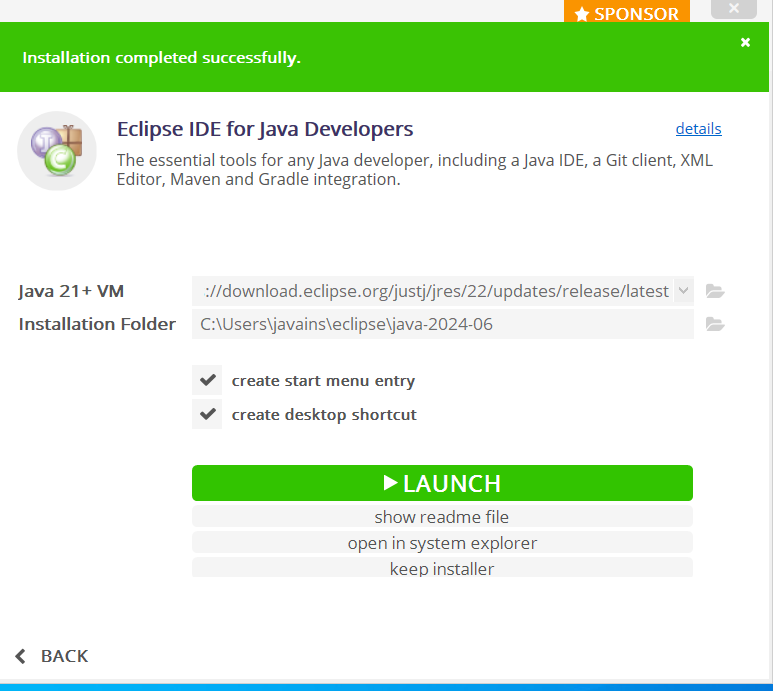 SPONSOR
Installation completed successfully.
Eclipse IDE for Java Developers
details
The essential tools for any Java developer, including a Java IDE, a Git client, XML
Editor, Maven and Gradle integration.
Java 21+ VM
://download.eclipse.org/justj/jres/22/updates/release/latest
Installation Folder
C:\Users\javains\eclipse\java-2024-06
create start menu entry
create desktop shortcut
LAUNCH
show readme file
open in system explorer
keep installer
BACK